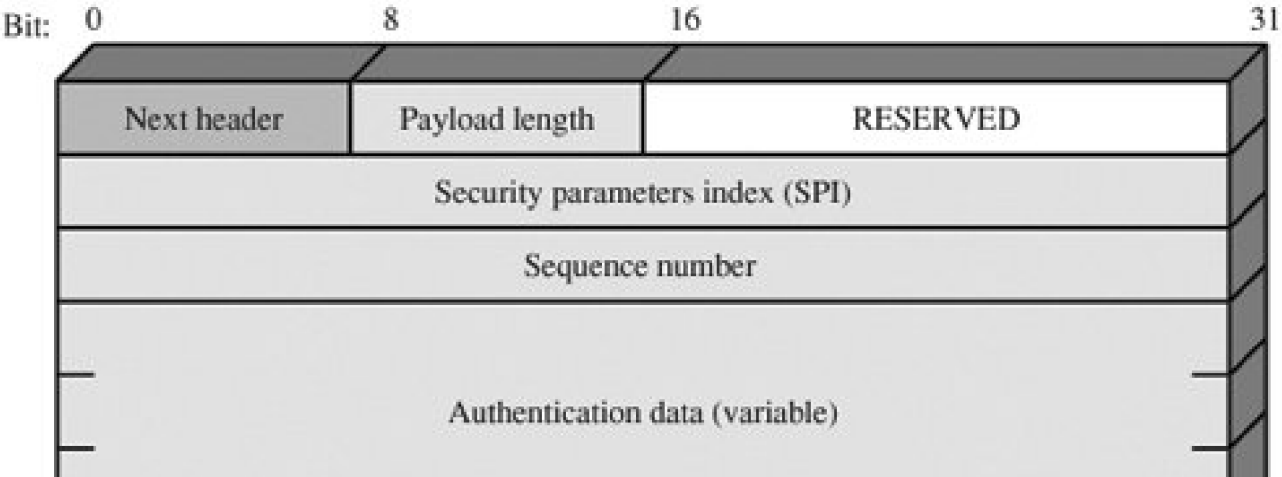 Bit: 0 8 16 31
Next header Payload length RESERVED
Security parameters index (SPI)
Sequence number
Authentication data (variable)